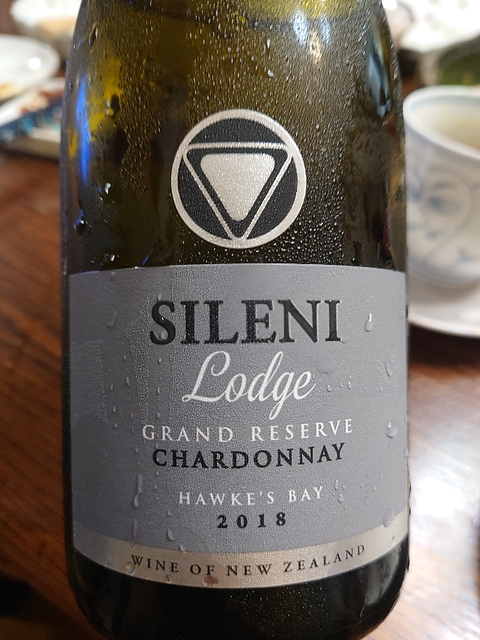 SILENI
Lodge
GRAND RESERVE
CHARDONNAY
HAWKE'S BAY
2018
WINE OF NEW ZEALAND